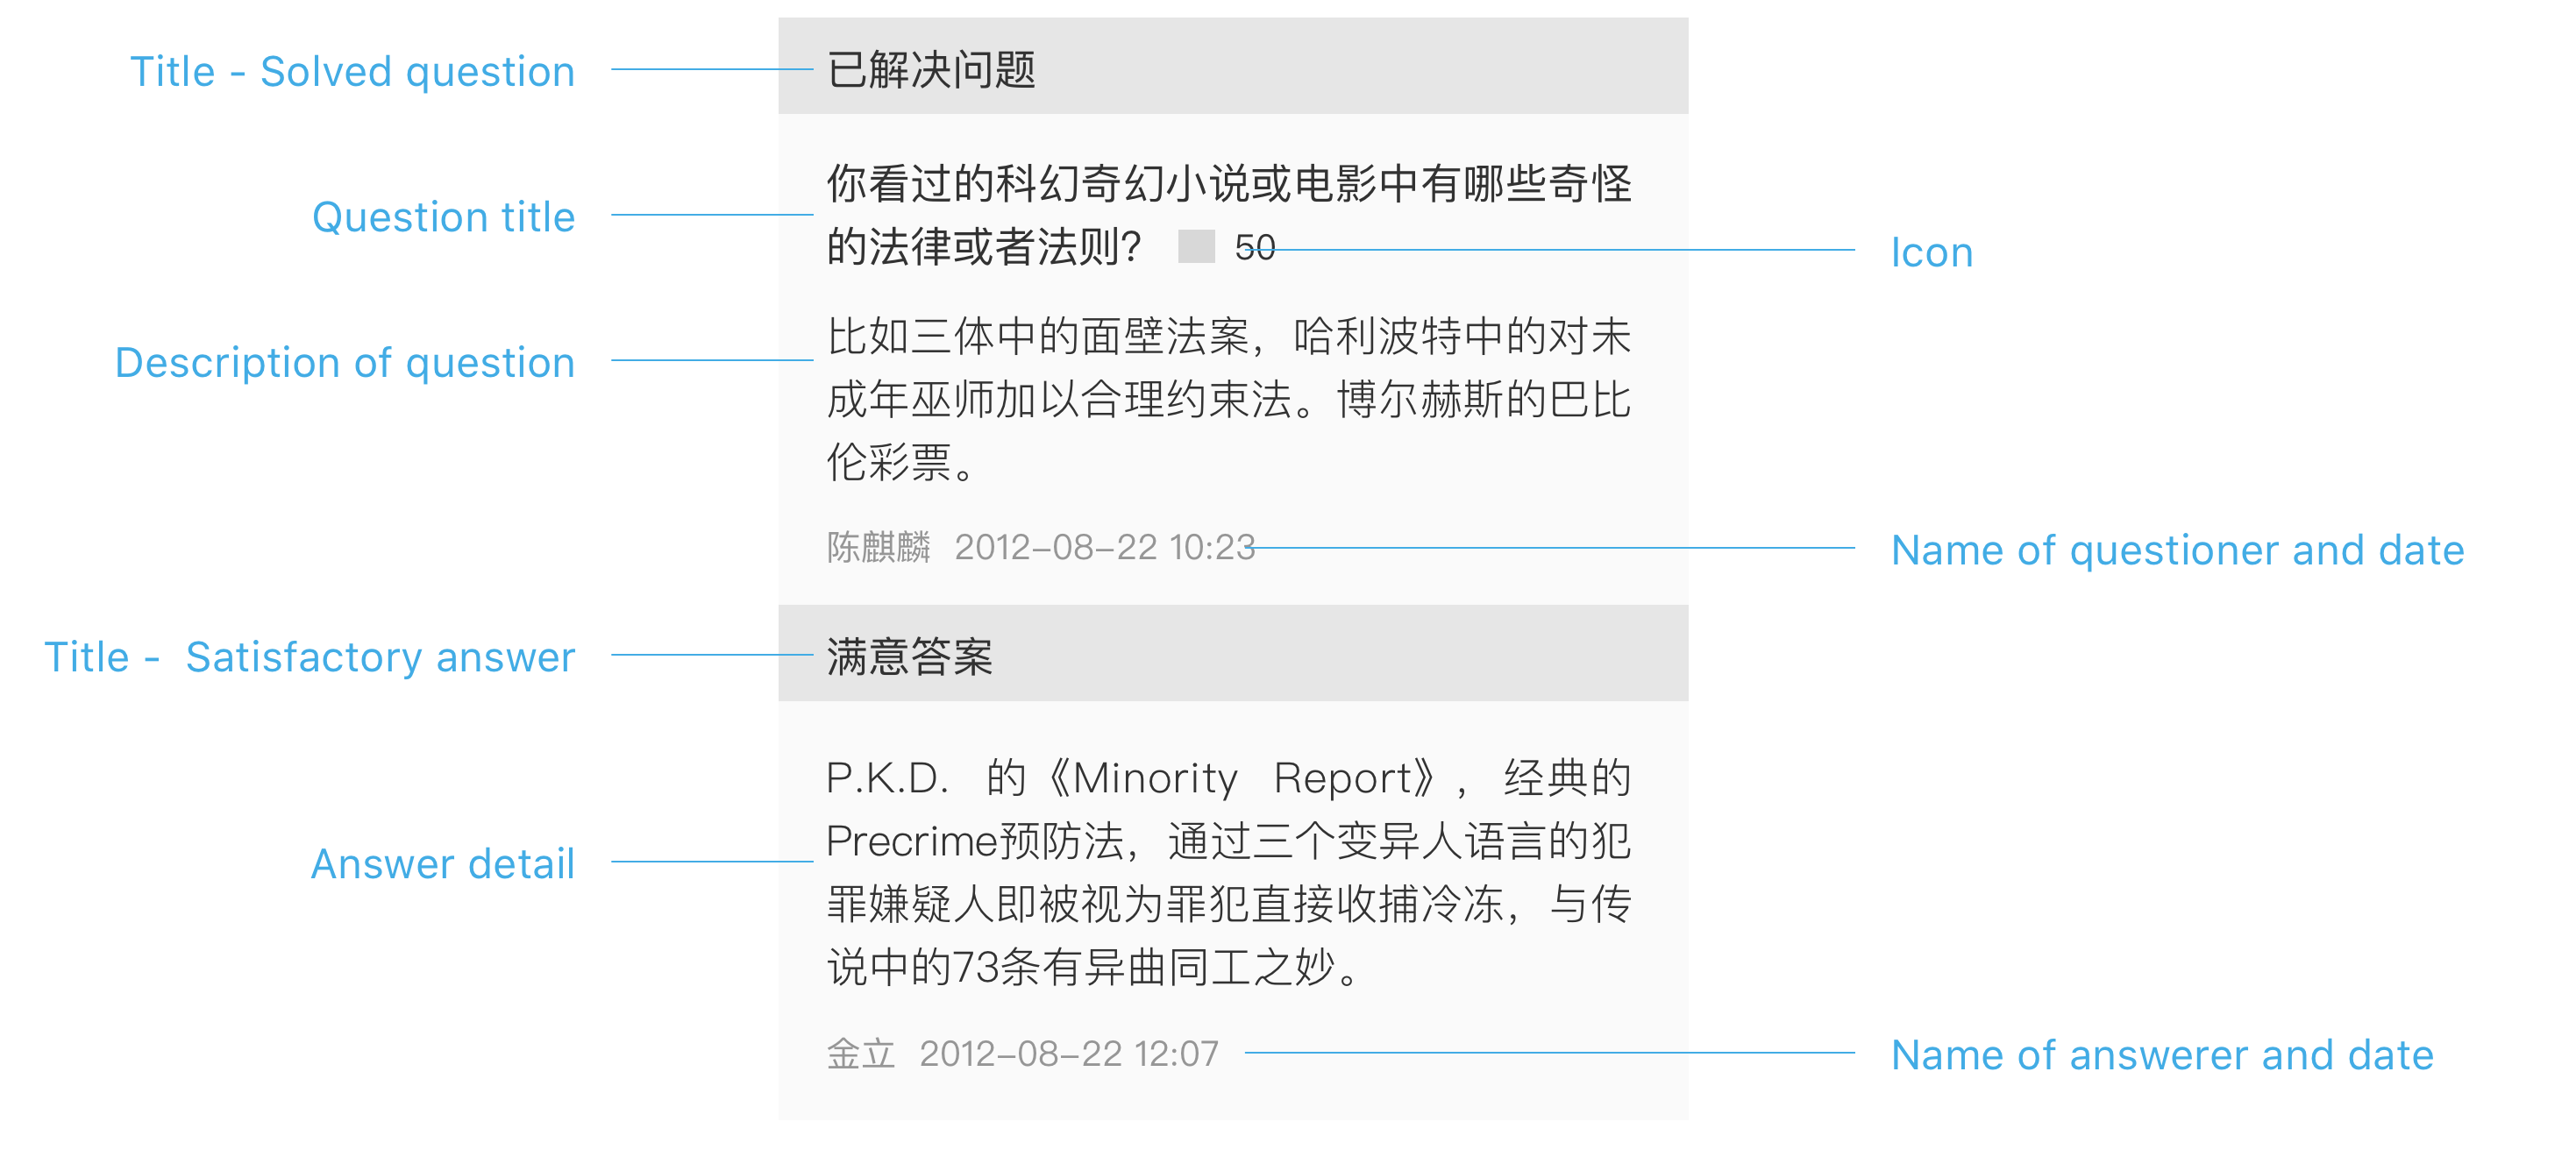 Title - Solved question
已解决问题
Question title
你看过的科幻奇幻小说或电影中有哪些奇怪
的法律或者法则? 50
Icon
Description of question
比如三体中的面壁法案，哈利波特中的对未
成年巫师加以合理约束法。博尔赫斯的巴比
伦彩票。
陈麒麟 2012-08-22 10:23
Name of questioner and date
Title - Satisfactory answer
满意答案
P.K.D. 的《Minority Report》，经典的
Precrime预防法，通过三个变异人语言的犯
罪嫌疑人即被视为罪犯直接收捕冷冻，与传
说中的73条有异曲同工之妙。
Answer detail
金立 2012-08-22 12:07
Name of answerer and date